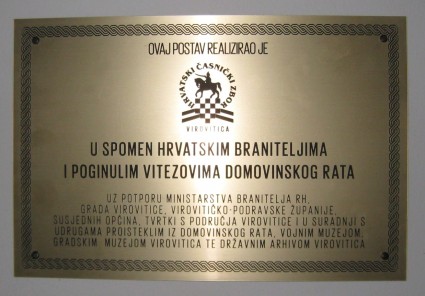 OVAJ POSTAV REALIZIRAO JE
HRVATSKI ČASNIČKI ZBOR
VIROVITICA
U SPOMEN HRVATSKIM BRANITELJIMA
I POGINULIM VITEZOVIMA DOMOVINSKOG RATA
UZ POTPORU MINISTARSTVA BRANITELJA RH,
GRADA VIROVITICE, VIROVITIČKO-PODRAVSKE ŽUPANIJE,
SUSJEDNIH OPĆINA, TVRTKI S PODRUČJA VIROVITICE I U SURADNJI S
UDRUGAMA PROISTEKLIM IZ DOMOVINSKOG RATA, VOJNIM MUZEJOM,
GRADSKIM MUZEJOM VIROVITICA TE DRŽAVNIM ARHIVOM VIROVITICA